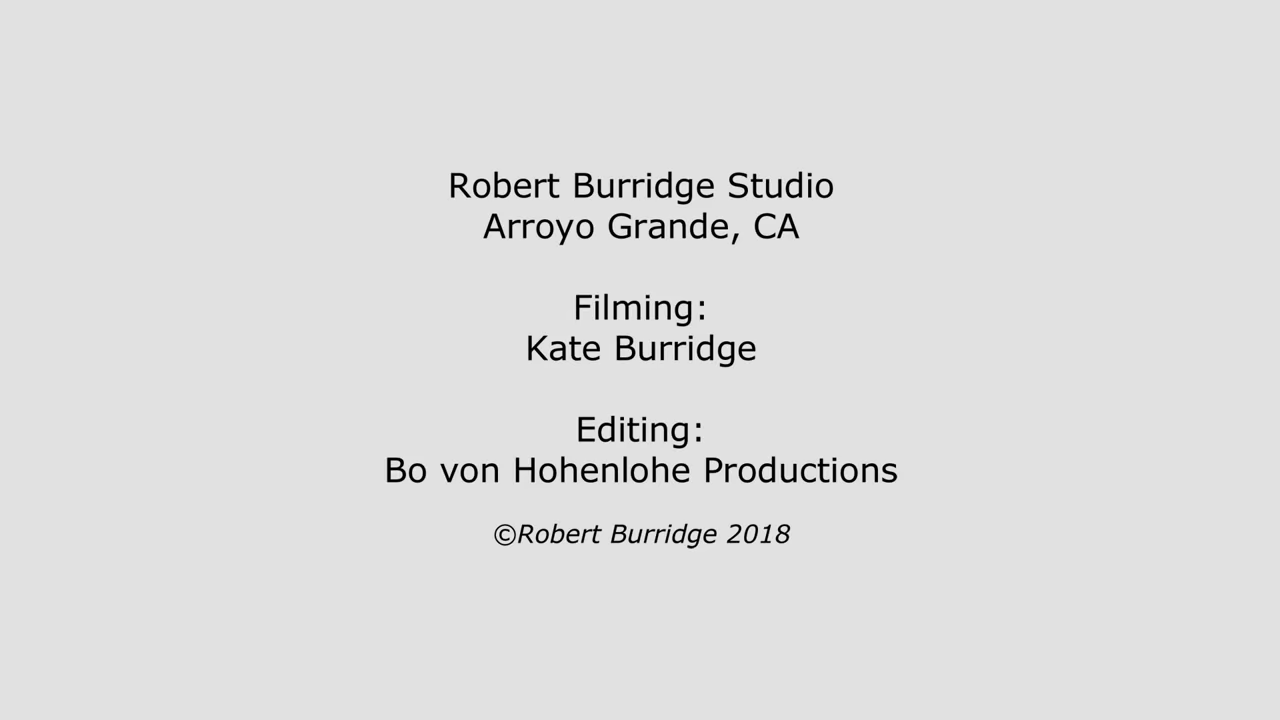 Robert Burridge Studio
Arroyo Grande, CA
Filming:
Kate Burridge
Editing:
Bo von Hohenlohe Productions
©Robert Burridge 2018